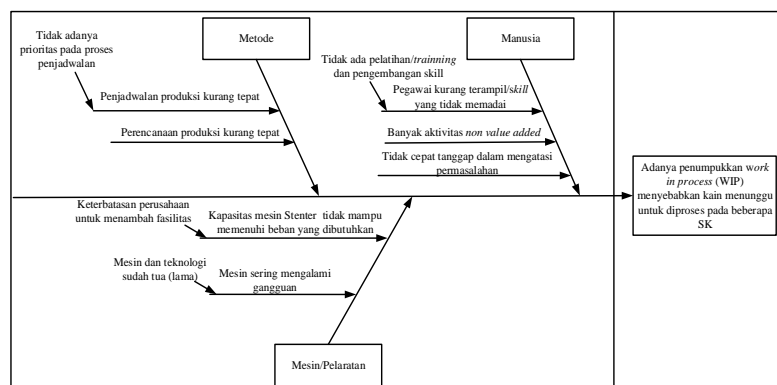 Tidak adanya
prioritas pada proses
penjadwalan
Metode
Penjadwalan produksi kurang tepat
Perencanaan produksi kurang tepat
Manusia
Tidak ada pelatihan/trainning
dan pengembangan skill
Pegawai kurang terampil/skill
yang tidak memadai
Banyak aktivitas non value added
Tidak cepat tanggap dalam mengatasi
permasalahan
Adanya penumpukkan work
in process (WIP)
menyebabkan kain menunggu
untuk diproses pada beberapa
SK
Keterbatasan perusahaan
untuk menambah fasilitas
Kapasitas mesin Stenter tidak mampu
memenuhi beban yang dibutuhkan
Mesin dan teknologi
sudah tua (lama)
Mesin sering mengalami
gangguan
Mesin/Pelaratan